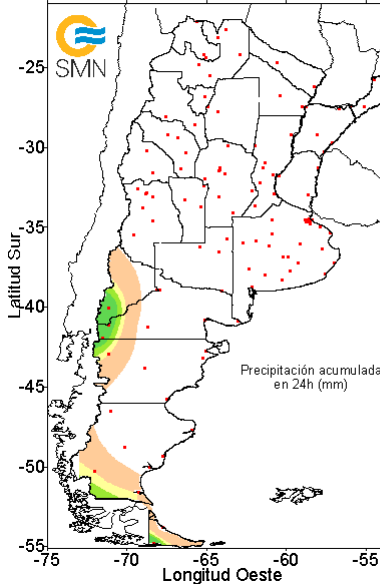 SMN
-25
-30
-35
-40
-45
-50
-55
Latitud Sur
Precipitación acumulada
en 24h (mm)
-75
-70
-65
-60
-55
Longitud Oeste